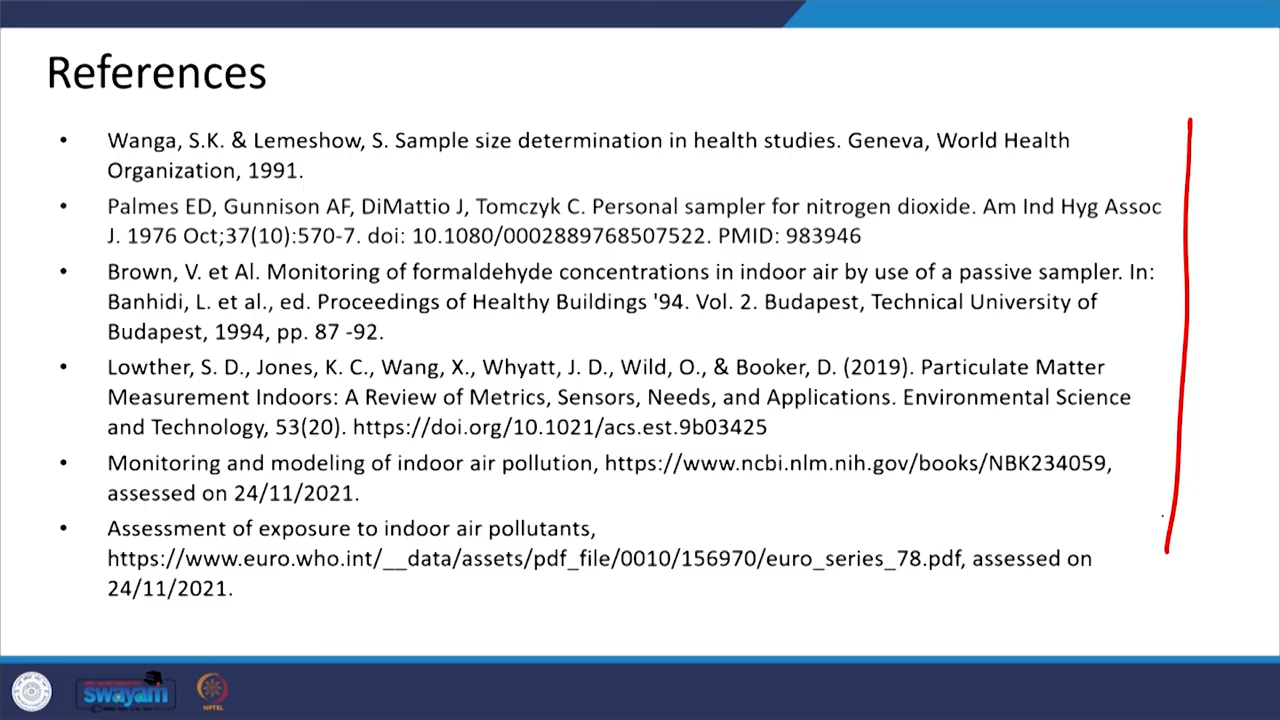 References
• Wanga, S.K. & Lemeshow, S. Sample size determination in health studies. Geneva, World Health
Organization, 1991.
• Palmes ED, Gunnison AF, DiMattio J, Tomczyk C. Personal sampler for nitrogen dioxide. Am Ind Hyg Assoc
J. 1976 Oct;37(10):570-7. doi: 10.1080/0002889768507522. PMID: 983946
• Brown, V. et Al. Monitoring of formaldehyde concentrations in indoor air by use of a passive sampler. In:
Banhidi, L. et al., ed. Proceedings of Healthy Buildings '94. Vol. 2. Budapest, Technical University of
Budapest, 1994, pp. 87 -92.
• Lowther, S. D., Jones, K. C., Wang, X., Whyatt, J. D., Wild, O., & Booker, D. (2019). Particulate Matter
Measurement Indoors: A Review of Metrics, Sensors, Needs, and Applications. Environmental Science
and Technology, 53(20). https://doi.org/10.1021/acs.est.9b03425
• Monitoring and modeling of indoor air pollution, https://www.ncbi.nlm.nih.gov/books/NBK234059,
assessed on 24/11/2021.
• Assessment of exposure to indoor air pollutants,
https://www.euro.who.int/__data/assets/pdf_file/0010/156970/euro_series_78.pdf, assessed on
24/11/2021.
swayam
NPTEL